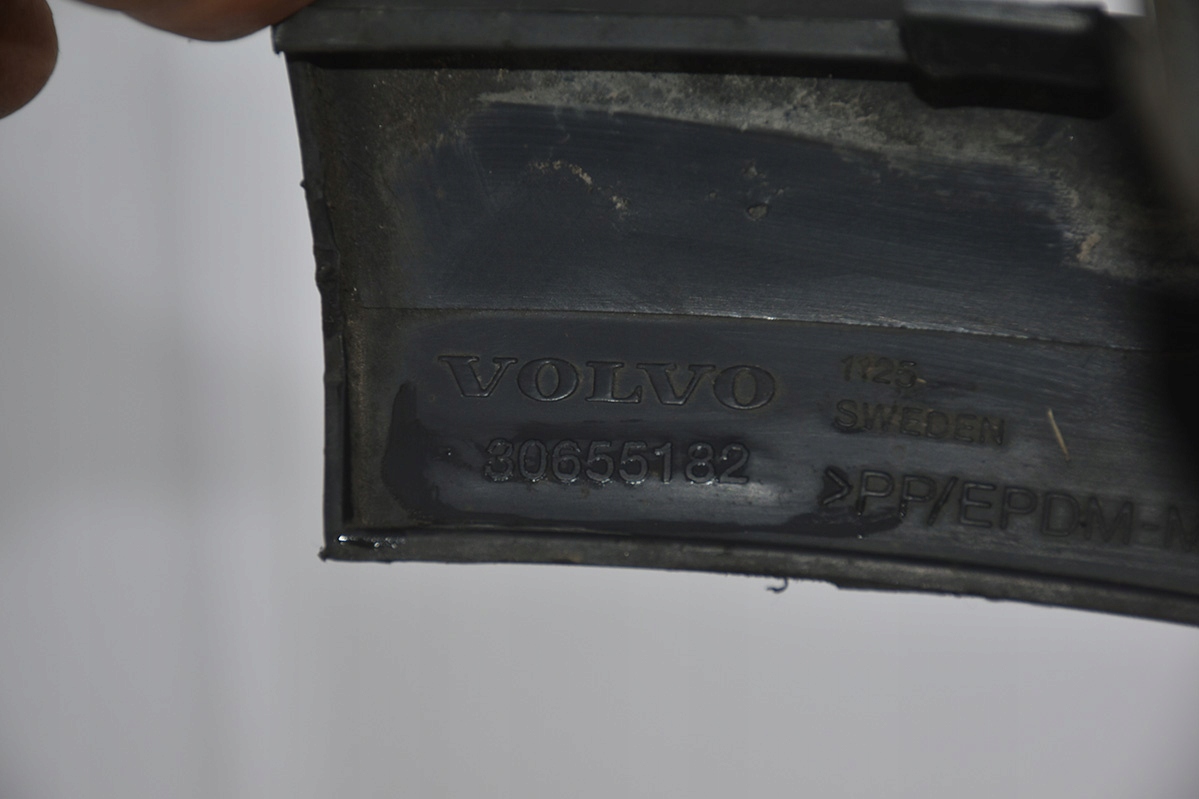 VOLVO
30655182
1125
SWEDEN
>PP/EPDM-M